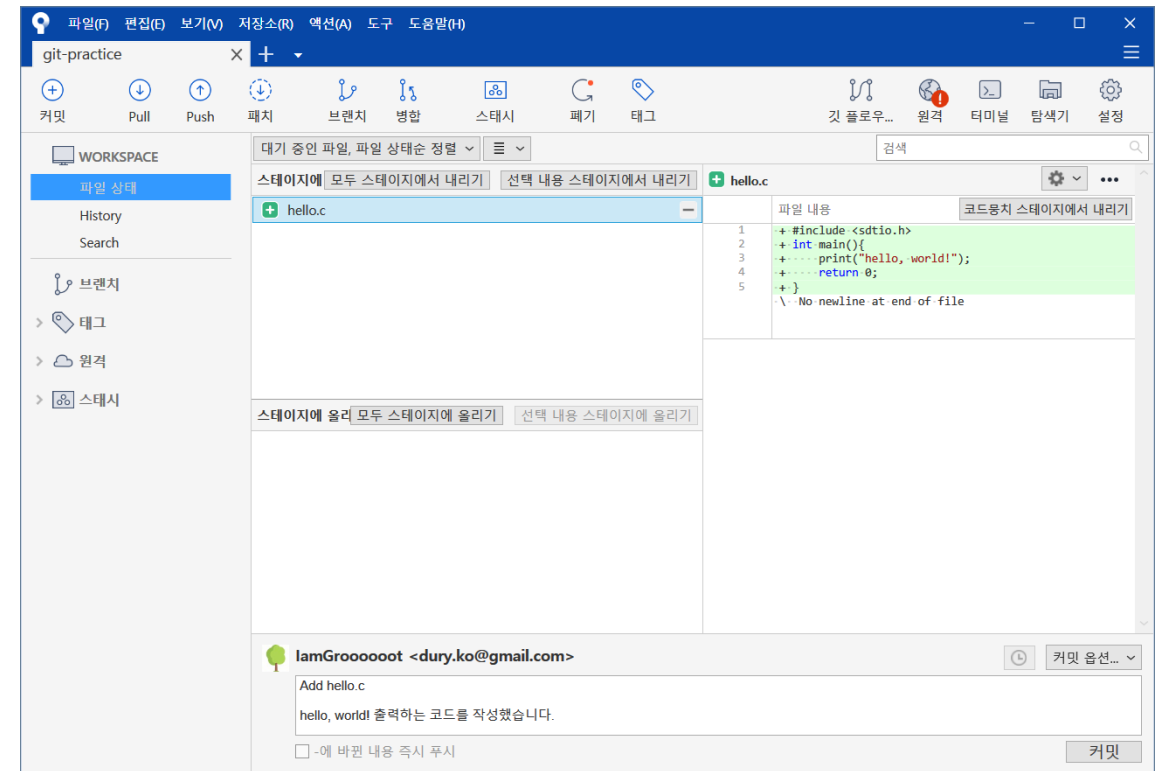 파일(F) 편집(E) 보기(V) 저장소(R) 액션(A) 도구 도움말(H)
git-practice
커밋 Pull Push 패치 브랜치 병합 스태시 폐기 태그 깃 플로우... 원격 터미널 탐색기 설정
WORKSPACE
파일 상태
History
Search
브랜치
태그
원격
스태시
대기 중인 파일, 파일 상태순 정렬
검색
스테이지에 모두 스테이지에서 내리기 선택 내용 스테이지에서 내리기
hello.c
스테이지에 올리 모두 스테이지에 올리기 선택 내용 스테이지에 올리기
hello.c
파일 내용 코드뭉치 스테이지에서 내리기
1 + #include <sdtio.h>
2 + int main(){
3 + print("hello, world!");
4 + return 0;
5 + }
\ No newline at end of file
IamGroooooot <dury.ko@gmail.com>
커밋 옵션...
Add hello.c
hello, world! 출력하는 코드를 작성했습니다.
-에 바뀐 내용 즉시 푸시
커밋